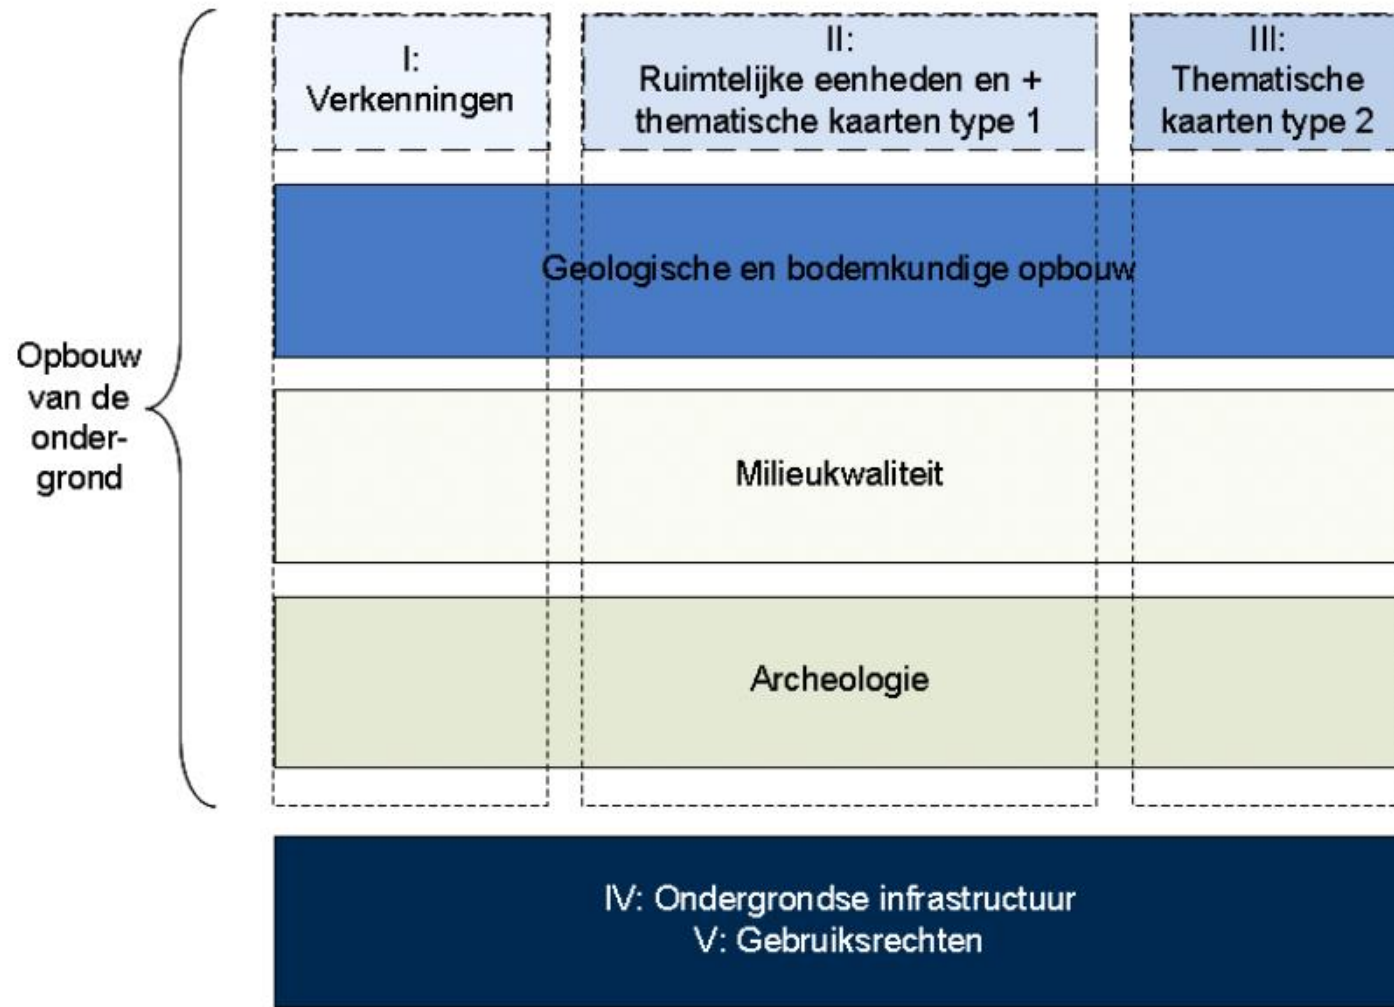 I:
Verkenningen
II:
Ruimtelijke eenheden en +
thematische kaarten type 1
III:
Thematische
kaarten type 2
Geologische en bodemkundige opbouw
Opbouw
van de
onder-
grond
Milieukwaliteit
Archeologie
IV: Ondergrondse infrastructuur
V: Gebruiksrechten